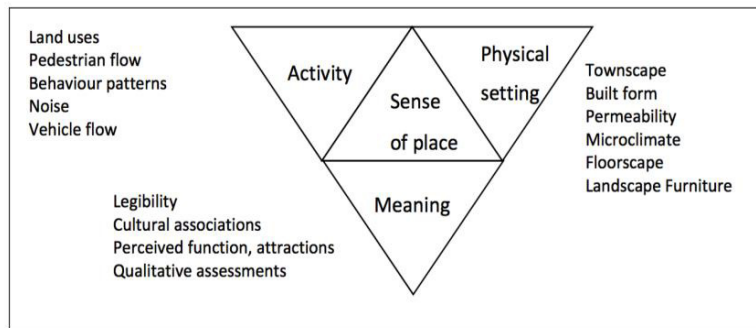 Land uses
Pedestrian flow
Behaviour patterns
Noise
Vehicle flow
Activity
Physical
setting
Sense
of place
Townscape
Built form
Permeability
Microclimate
Floorscape
Landscape Furniture
Legibility
Cultural associations
Perceived function, attractions
Qualitative assessments
Meaning